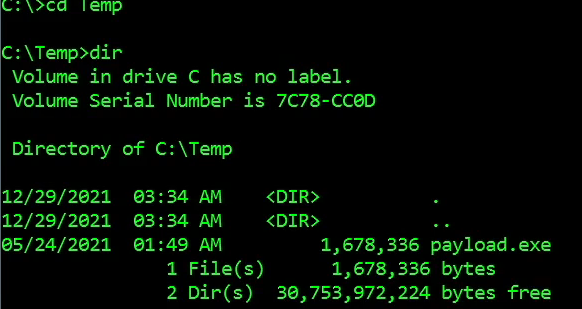 C:\>cd Temp
C:\Temp>dir
 Volume in drive C has no label.
 Volume Serial Number is 7C78-CC0D
 Directory of C:\Temp
12/29/2021  03:34 AM    <DIR>          .
12/29/2021  03:34 AM    <DIR>          ..
05/24/2021  01:49 AM         1,678,336 payload.exe
               1 File(s)      1,678,336 bytes
               2 Dir(s)  30,753,972,224 bytes free